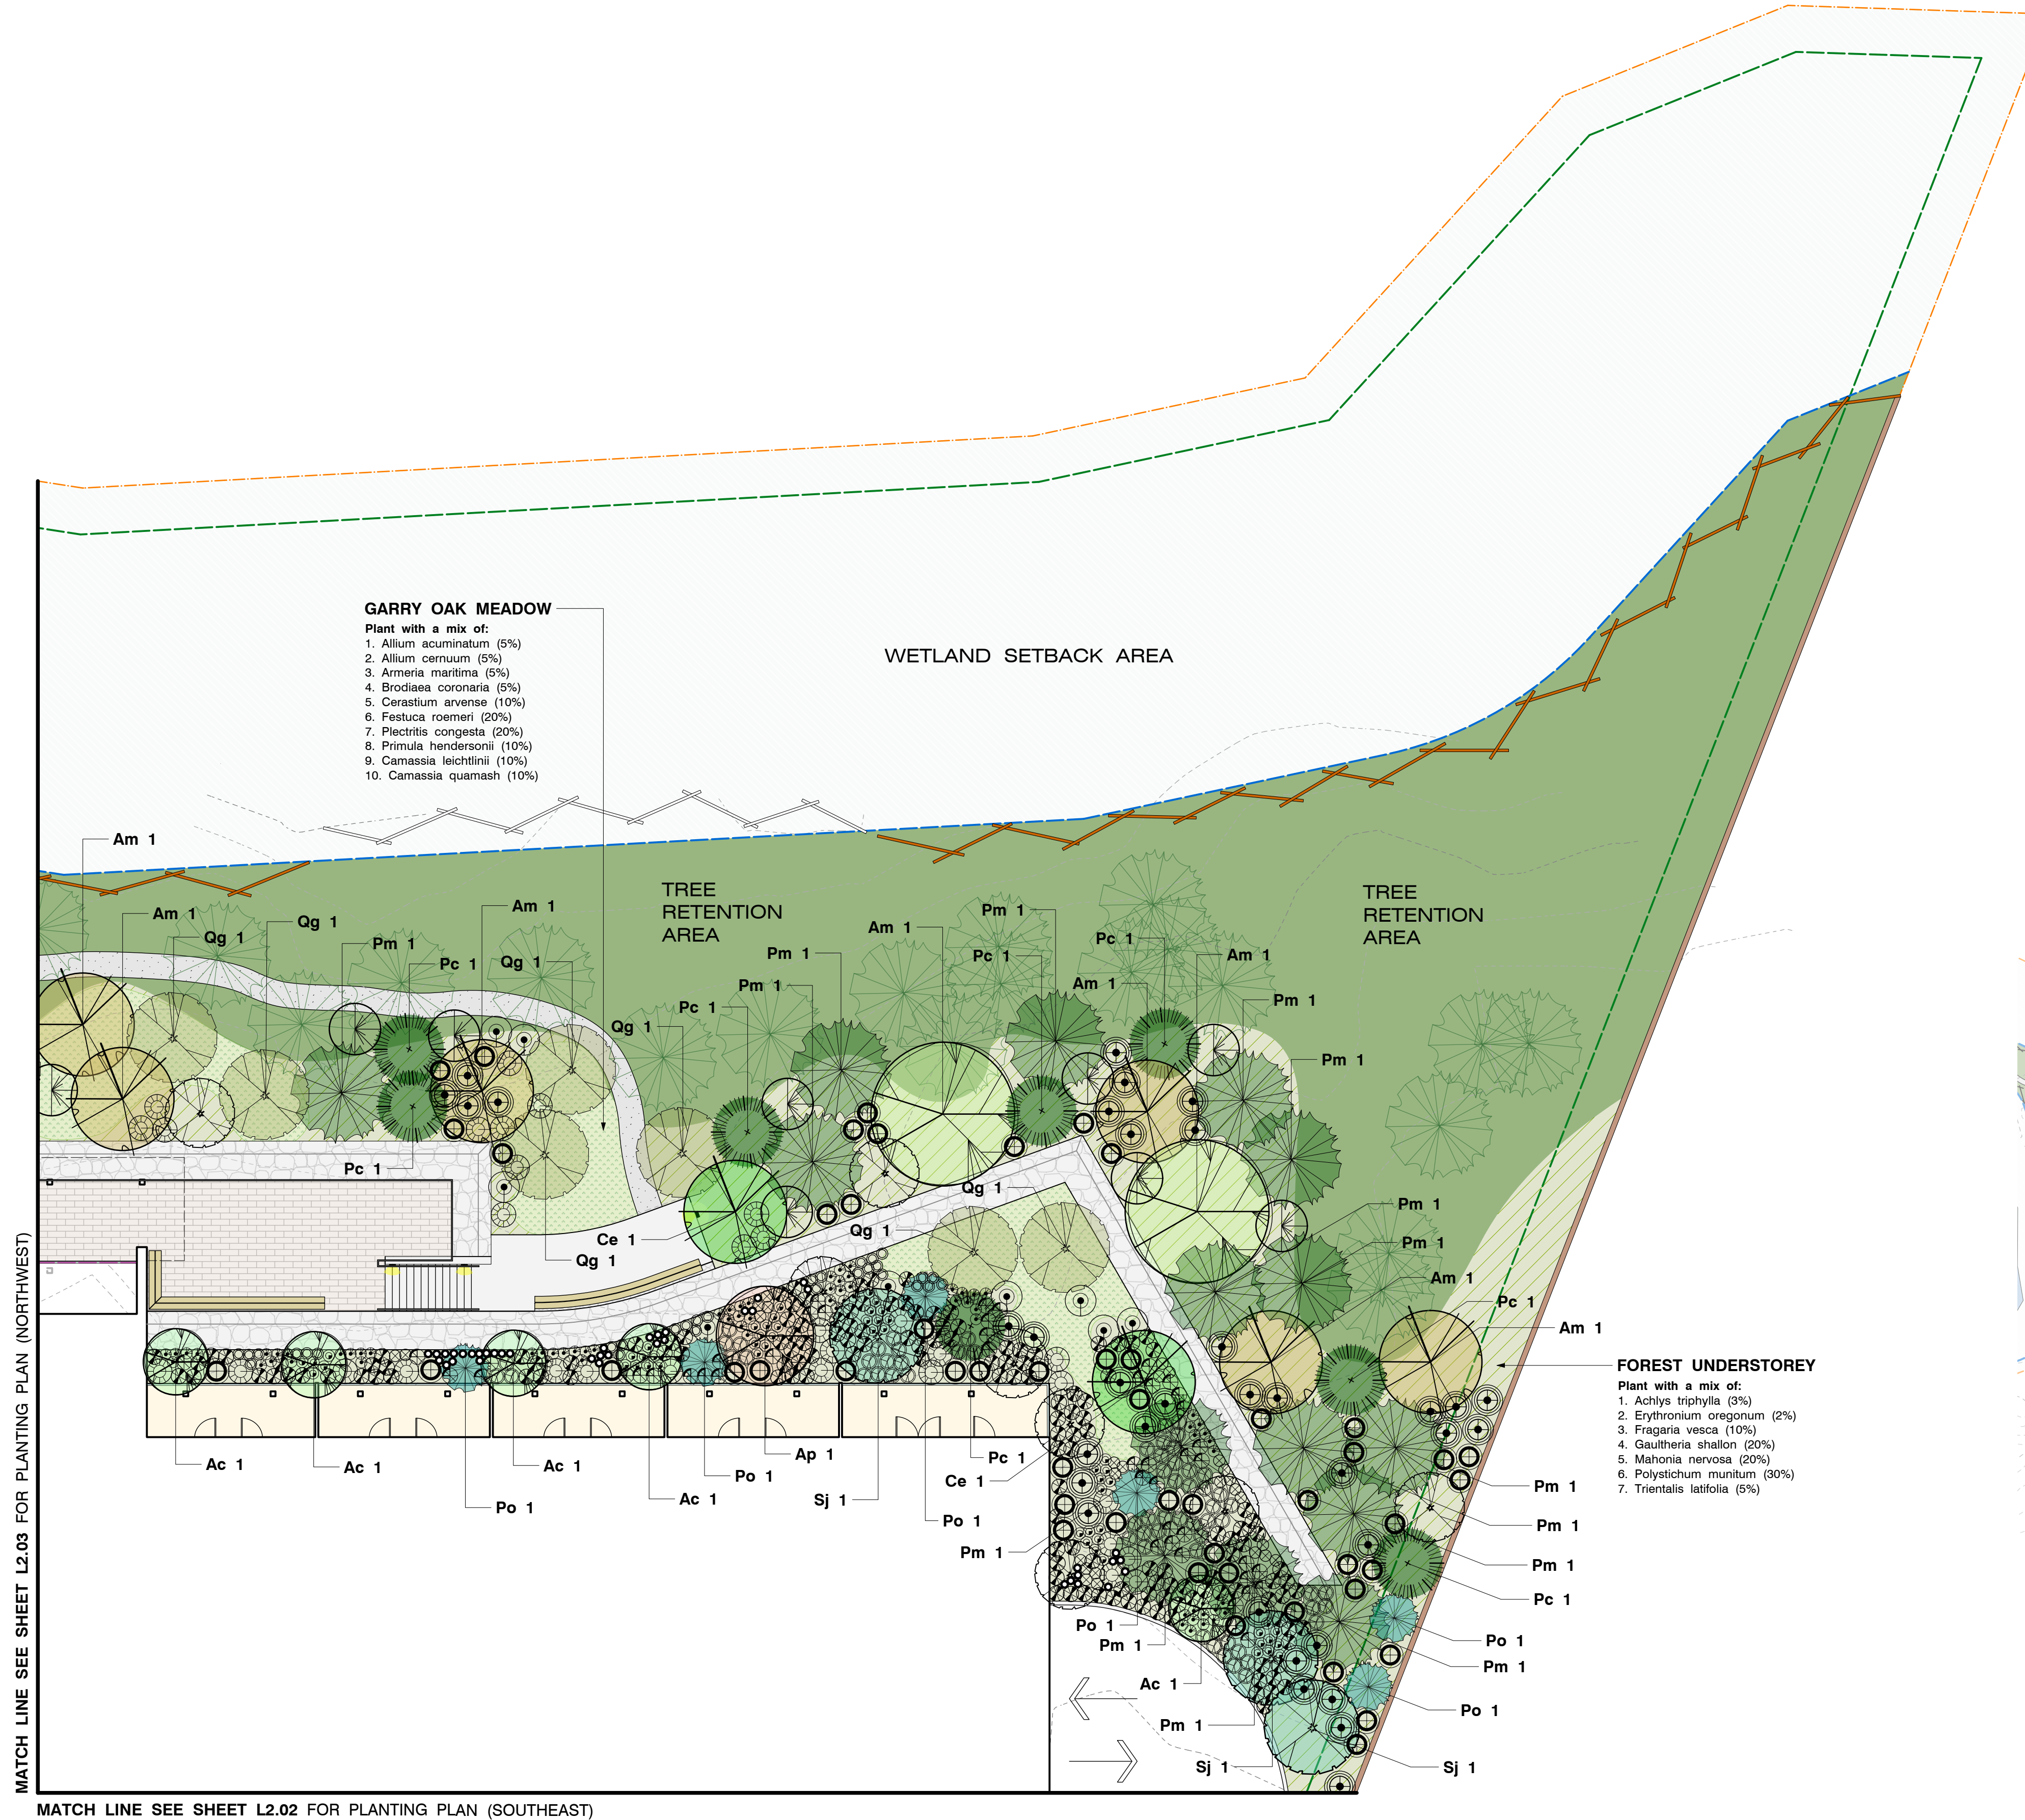 GARRY OAK MEADOW
Plant with a mix of:
1. Allium acuminatum (5%)
2. Allium cernuum (5%)
3. Armeria maritima (5%)
4. Brodiaea coronaria (5%)
5. Cerastium arvense (10%)
6. Festuca roemeri (20%)
7. Plectritis congesta (20%)
8. Primula hendersonii (10%)
9. Camassia leichtlinii (10%)
10. Camassia quamash (10%)
WETLAND SETBACK AREA
Am 1
TREE
RETENTION
AREA
TREE
RETENTION
AREA
Am 1
Qg 1
Qg 1
Pm 1
Pc 1
Am 1
Qg 1
Pm 1
Pm 1
Pc 1
Qg 1
Am 1
Pm 1
Pc 1
Pc 1
Am 1
Am 1
Pm 1
Pm 1
Pc 1
Qg 1
Qg 1
Ce 1
Qg 1
Pm 1
Pm 1
Am 1
Pc 1
Am 1
FOREST UNDERSTOREY
Plant with a mix of:
1. Achlys triphylla (3%)
2. Erythronium oregonum (2%)
3. Fragaria vesca (10%)
4. Gaultheria shallon (20%)
5. Mahonia nervosa (20%)
6. Polystichum munitum (30%)
7. Trientalis latifolia (5%)
Ac 1
Ac 1
Po 1
Ac 1
Ac 1
Po 1
Ap 1
Sj 1
Po 1
Pc 1
Ce 1
Pm 1
Pm 1
Pm 1
Pm 1
Pc 1
Po 1
Pm 1
Ac 1
Pm 1
Sj 1
Po 1
Pm 1
Po 1
Sj 1
MATCH LINE SEE SHEET L2.03 FOR PLANTING PLAN (NORTHWEST)
MATCH LINE SEE SHEET L2.02 FOR PLANTING PLAN (SOUTHEAST)